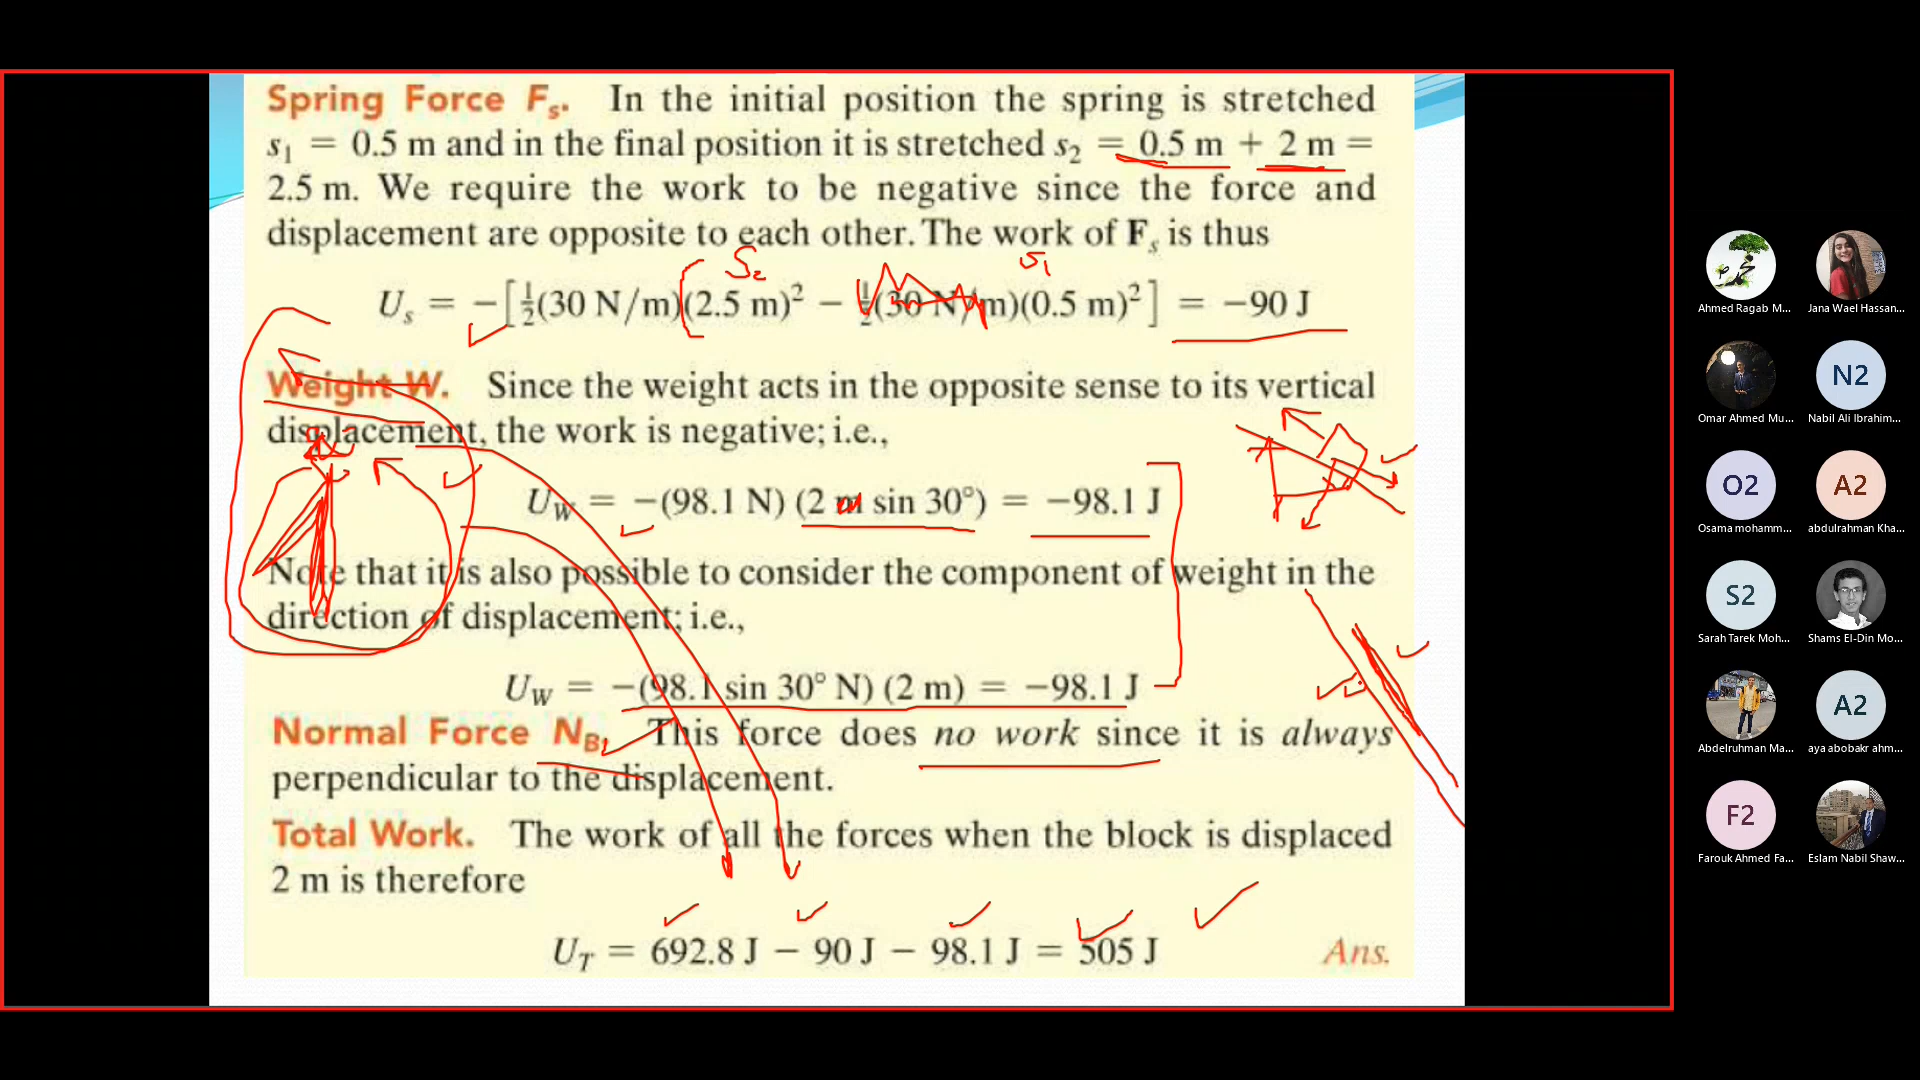 Spring Force Fs. In the initial position the spring is stretched
s₁ = 0.5 m and in the final position it is stretched s₂ = 0.5 m + 2 m =
2.5 m. We require the work to be negative since the force and
displacement are opposite to each other. The work of Fs is thus
S₂ S₁
Us = −[½(30 N/m)(2.5 m)² − ½(30 N/m)(0.5 m)²] = −90 J
Weight W. Since the weight acts in the opposite sense to its vertical
displacement, the work is negative; i.e.,
UW = −(98.1 N) (2 m sin 30°) = −98.1 J
Note that it is also possible to consider the component of weight in the
direction of displacement; i.e.,
UW = −(98.1 sin 30° N) (2 m) = −98.1 J
Normal Force NB. This force does no work since it is always
perpendicular to the displacement.
Total Work. The work of all the forces when the block is displaced
2 m is therefore
UT = 692.8 J − 90 J − 98.1 J = 505 J Ans.
Ahmed Ragab M... Jana Wael Hassan...
N2
Omar Ahmed Mu... Nabil Ali Ibrahim...
O2 A2
Osama mohamm... abdulrahman Kha...
S2
Sarah Tarek Moh... Shams El-Din Mo...
A2
Abdelruhman Ma... aya abobakr ahm...
F2
Farouk Ahmed Fa... Eslam Nabil Shaw...